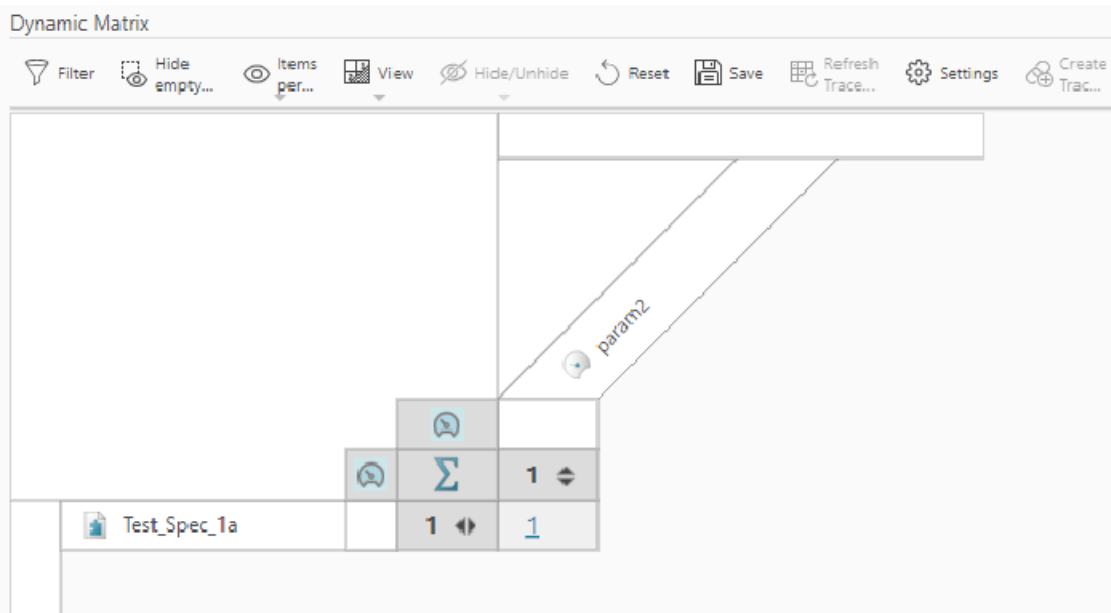 Dynamic Matrix
Filter
Hide
empty...
Items
per...
View
Hide/Unhide
Reset
Save
Refresh
Trace...
Settings
Create
Trac...
param2
Σ
1
Test_Spec_1a
1
1